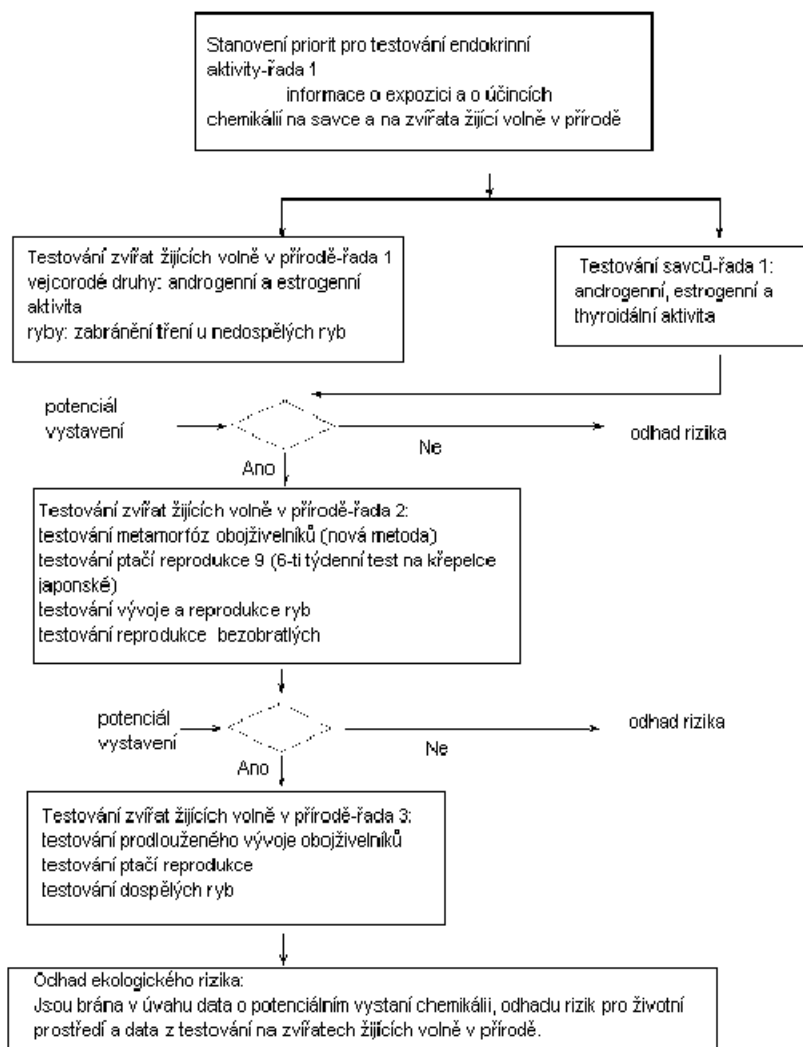 Stanovení priorit pro testování endokrinní
aktivity-řada 1
informace o expozici a o účincích
chemikálií na savce a na zvířata žijící volně v přírodě
Testování zvířat žijících volně v přírodě-řada 1
vejcorodé druhy: androgenní a estrogenní
aktivita
ryby: zabránění tření u nedospělých ryb
Testování savců-řada 1:
androgenní, estrogenní a
thyroidální aktivita
potenciál
vystavení
Ne
odhad rizika
Ano
Testování zvířat žijících volně v přírodě-řada 2:
testování metamorfóz obojživelníků (nová metoda)
testování ptačí reprodukce 9 (6-ti týdenní test na křepelce
japonské)
testování vývoje a reprodukce ryb
testování reprodukce bezobratlých
potenciál
vystavení
Ne
odhad rizika
Ano
Testování zvířat žijících volně v přírodě-řada 3:
testování prodlouženého vývoje obojživelníků
testování ptačí reprodukce
testování dospělých ryb
Odhad ekologického rizika:
Jsou brána v úvahu data o potenciálním vystaní chemikálii, odhadu rizik pro životní
prostředí a data z testování na zvířatech žijících volně v přírodě.